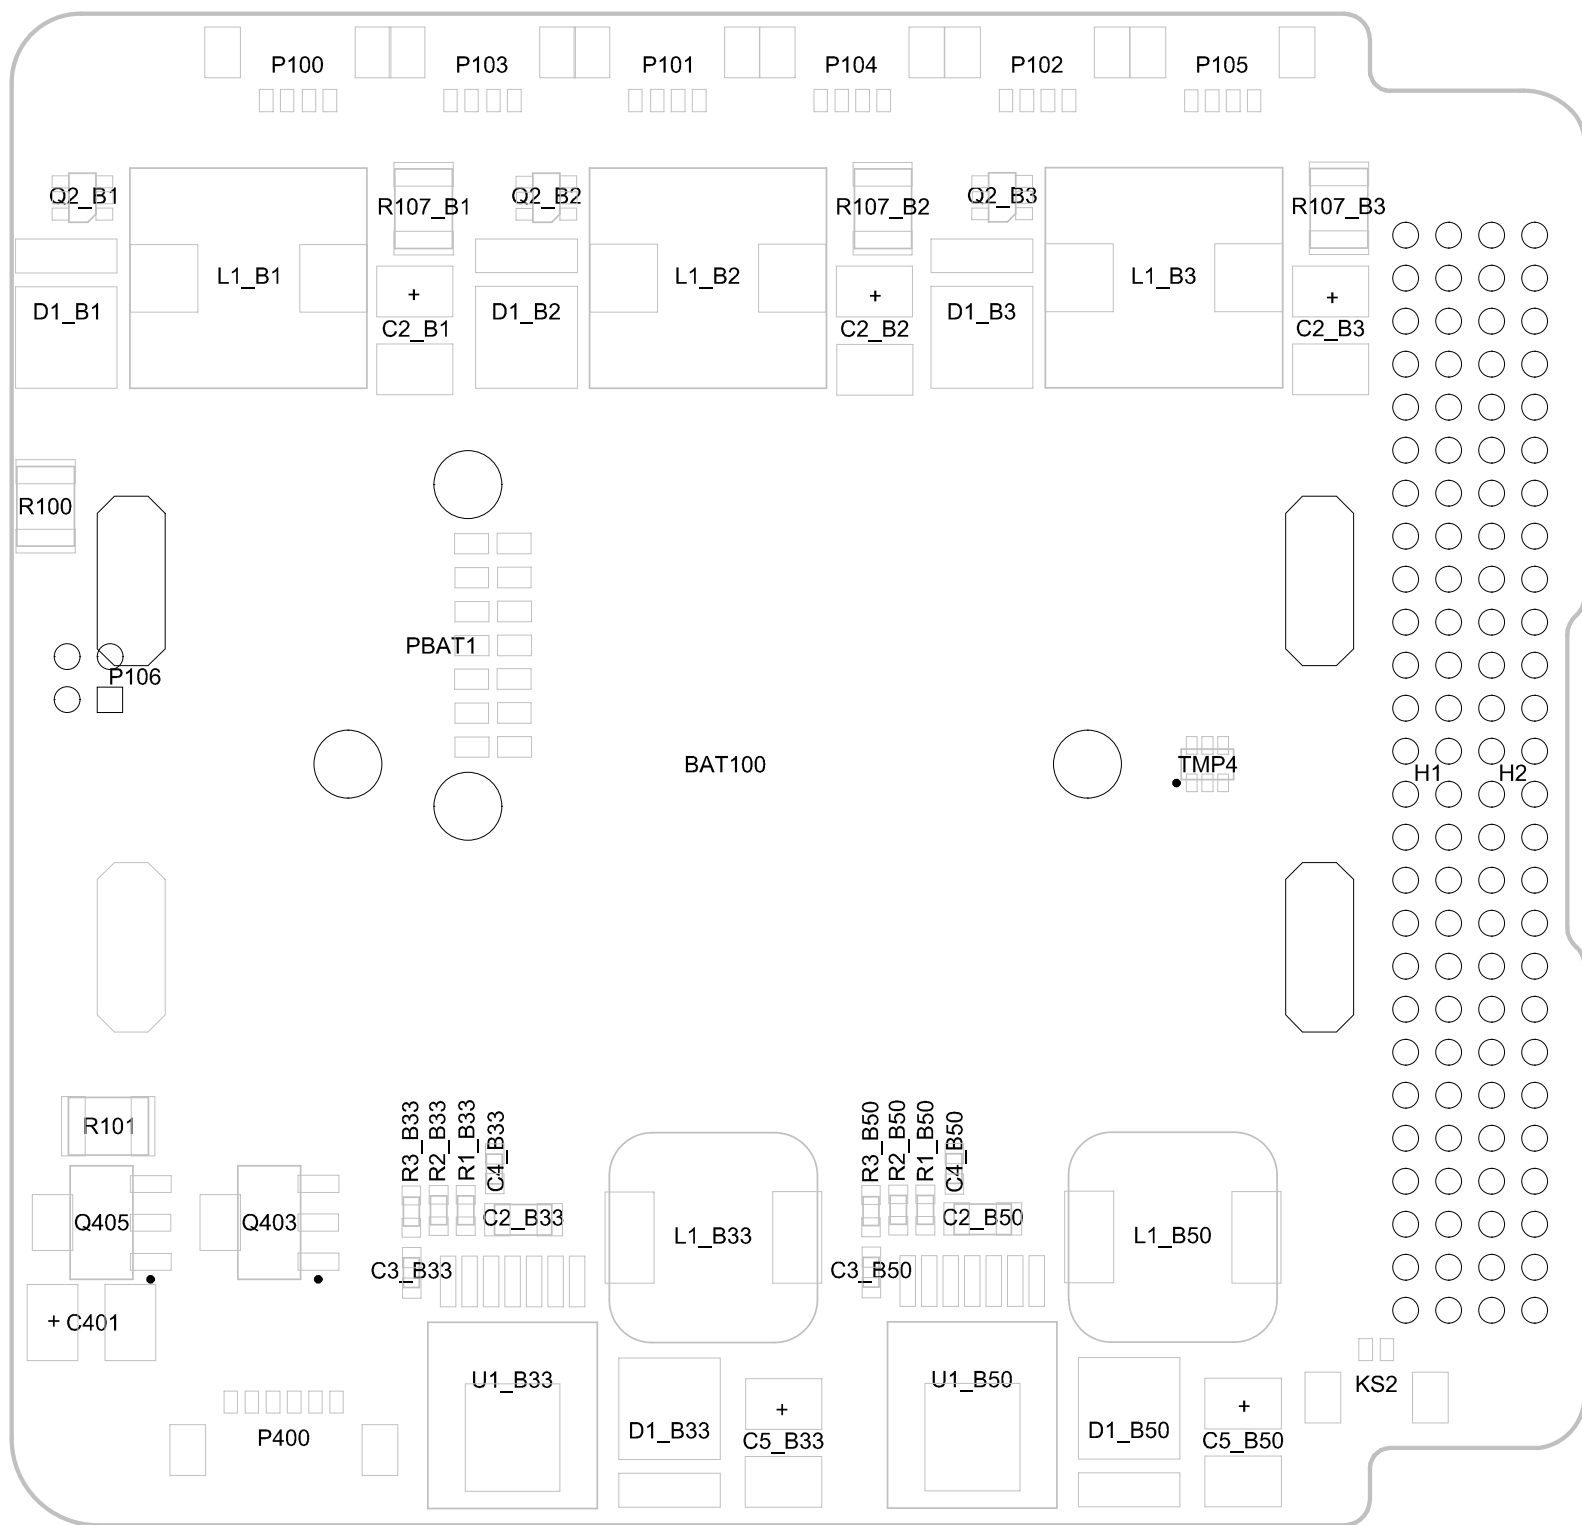 P100 P103 P101 P104 P102 P105
Q2_B1 Q2_B2 Q2_B3
R107_B1 R107_B2 R107_B3
L1_B1 L1_B2 L1_B3
+ + +
D1_B1 D1_B2 D1_B3
C2_B1 C2_B2 C2_B3
R100
PBAT1
P106
BAT100 TMP4
H1 H2
R101
R3_B33 R2_B33 R1_B33 C4_B33 R3_B50 R2_B50 R1_B50 C4_B50
Q405 Q403 C2_B33 C2_B50
L1_B33 L1_B50
C3_B33 C3_B50
+ C401
U1_B33 U1_B50 KS2
+ +
P400 D1_B33 C5_B33 D1_B50 C5_B50